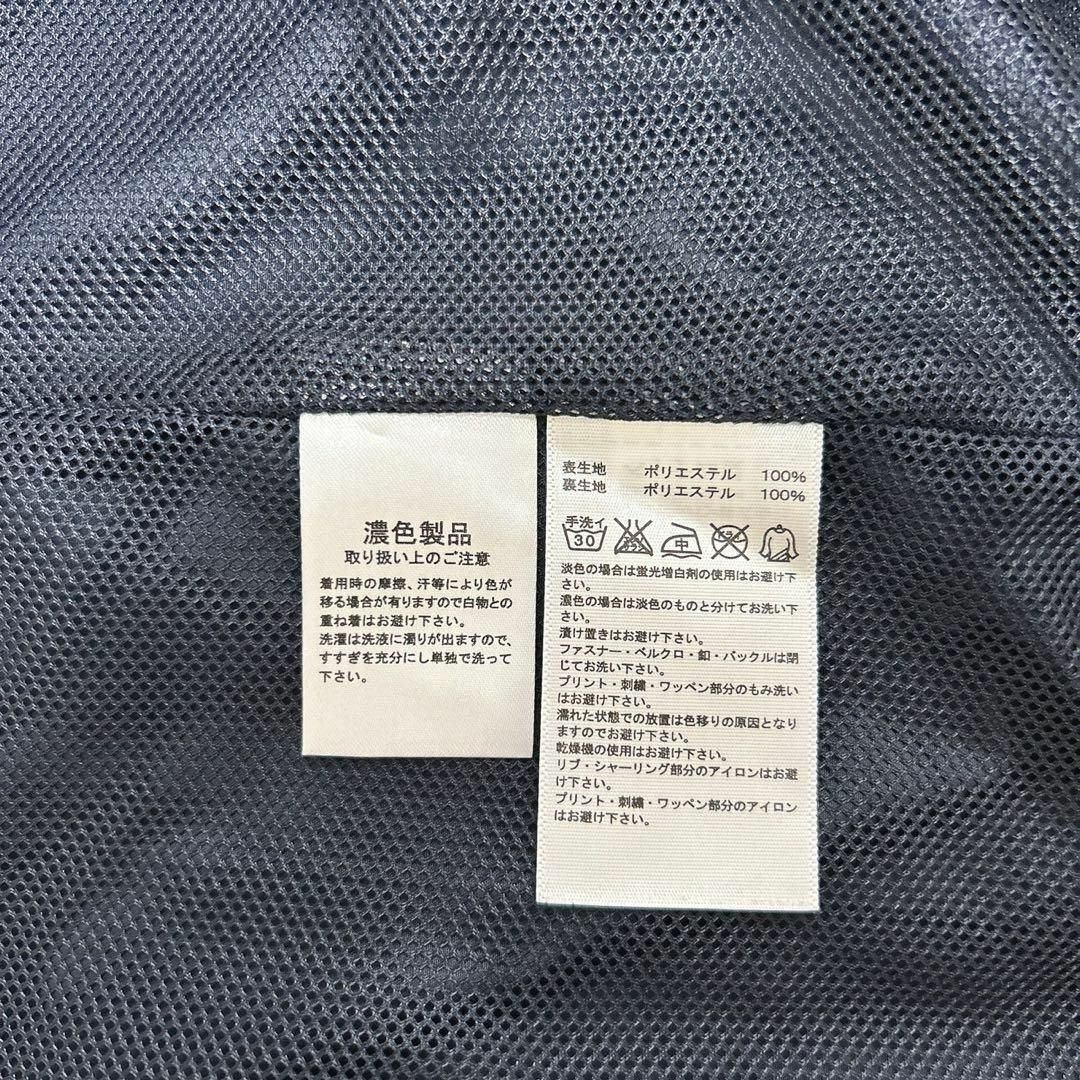 濃色製品
取り扱い上のご注意
着用時の摩擦、汗等により色が
移る場合が有りますので白物との
重ね着はお避け下さい。
洗濯は洗液に濁りが出ますので、
すすぎを充分にし単独で洗って
下さい。
表生地 ポリエステル 100%
裏生地 ポリエステル 100%
手洗イ
30 中
淡色の場合は蛍光増白剤の使用はお避け下
さい。
濃色の場合は淡色のものと分けてお洗い下
さい。
漬け置きはお避け下さい。
ファスナー・ベルクロ・釦・バックルは閉
じてお洗い下さい。
プリント・刺繍・ワッペン部分のもみ洗い
はお避け下さい。
濡れた状態での放置は色移りの原因となり
ますのでお避け下さい。
乾燥機の使用はお避け下さい。
リブ・シャーリング部分のアイロンはお避
け下さい。
プリント・刺繍・ワッペン部分のアイロン
はお避け下さい。